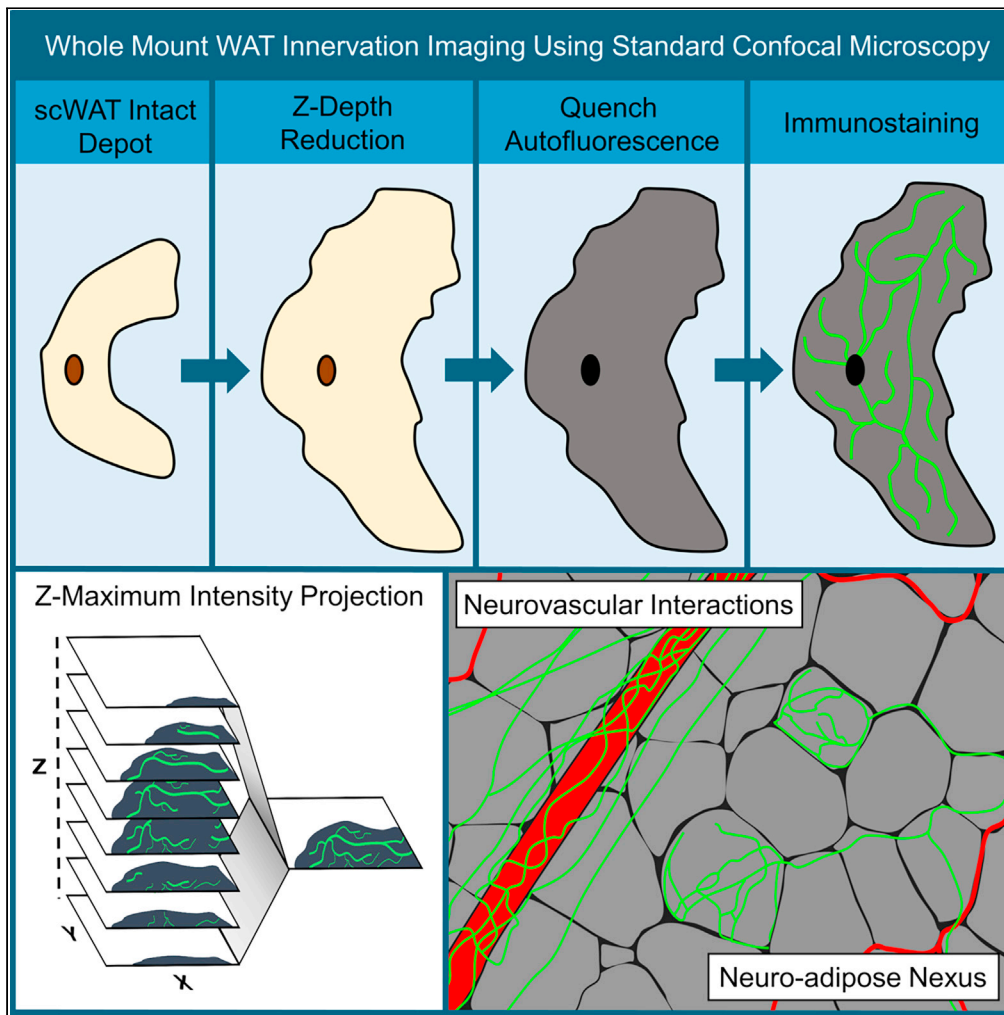 Whole Mount WAT Innervation Imaging Using Standard Confocal Microscopy
scWAT Intact
Depot
Z-Depth
Reduction
Quench
Autofluorescence
Immunostaining
Z-Maximum Intensity Projection
Z
Y
X
Neurovascular Interactions
Neuro-adipose Nexus